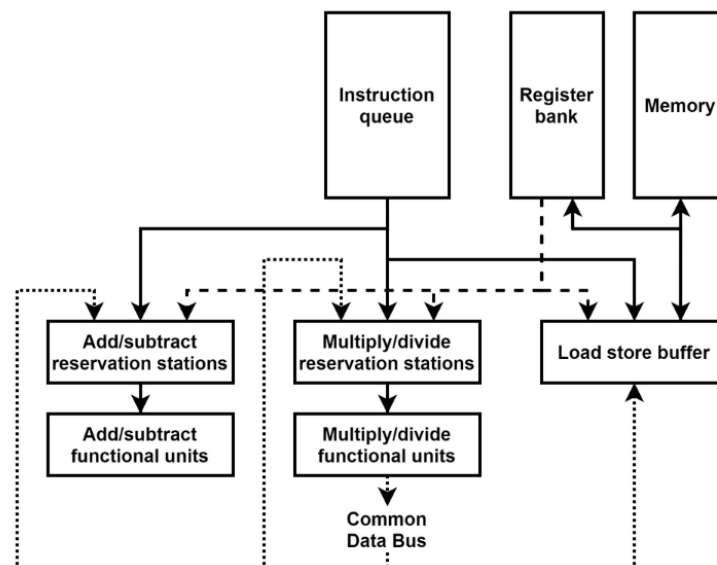 Instruction
queue
Register
bank
Memory
Add/subtract
reservation stations
Multiply/divide
reservation stations
Load store buffer
Add/subtract
functional units
Multiply/divide
functional units
Common
Data Bus